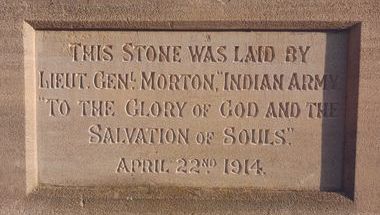 THIS STONE WAS LAID BY
LIEUT. GENL. MORTON, "INDIAN ARMY
"TO THE GLORY OF GOD AND THE
SALVATION OF SOULS".
APRIL 22ND 1914.